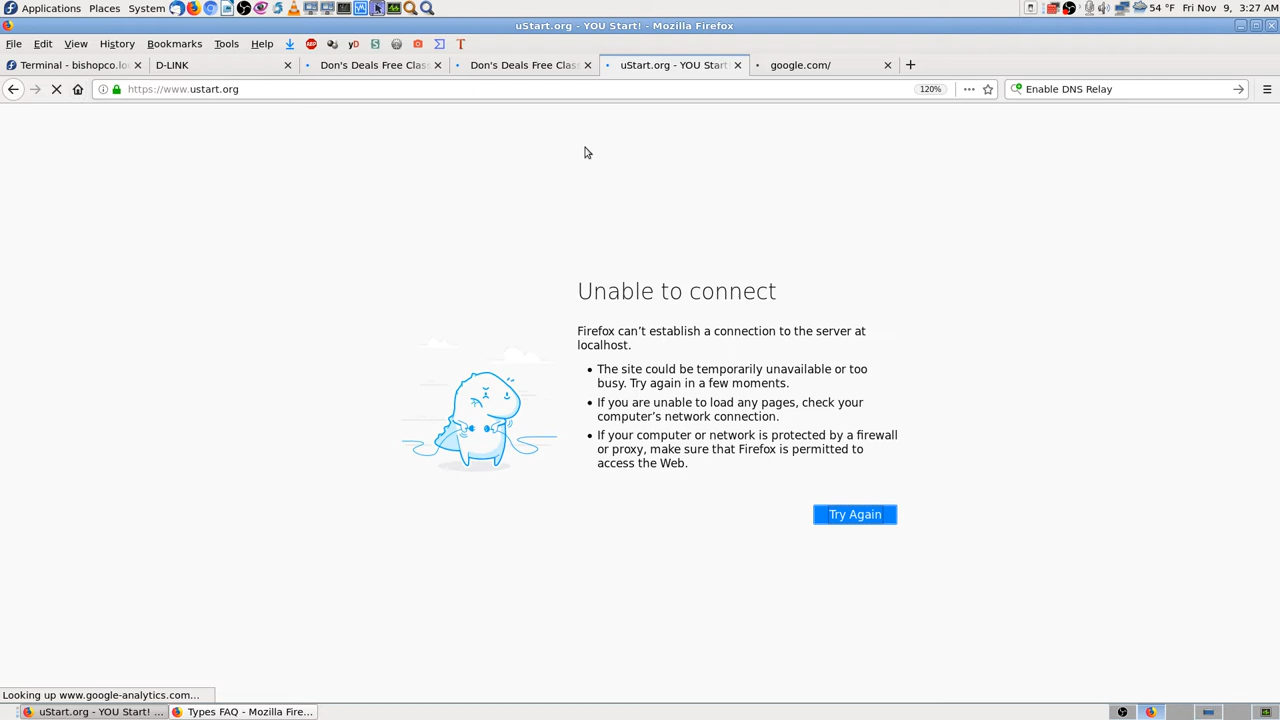 Applications Places System 54 °F Fri Nov 9, 3:27 AM
uStart.org - YOU Start! - Mozilla Firefox
File Edit View History Bookmarks Tools Help ABP yD S T
Terminal - bishopco.lo D-LINK Don's Deals Free Clas Don's Deals Free Clas uStart.org - YOU Start google.com/
https://www.ustart.org 120% Enable DNS Relay
Unable to connect
Firefox can’t establish a connection to the server at
localhost.
• The site could be temporarily unavailable or too
busy. Try again in a few moments.
• If you are unable to load any pages, check your
computer’s network connection.
• If your computer or network is protected by a firewall
or proxy, make sure that Firefox is permitted to
access the Web.
Try Again
Looking up www.google-analytics.com...
uStart.org - YOU Start! ... Types FAQ - Mozilla Fire...